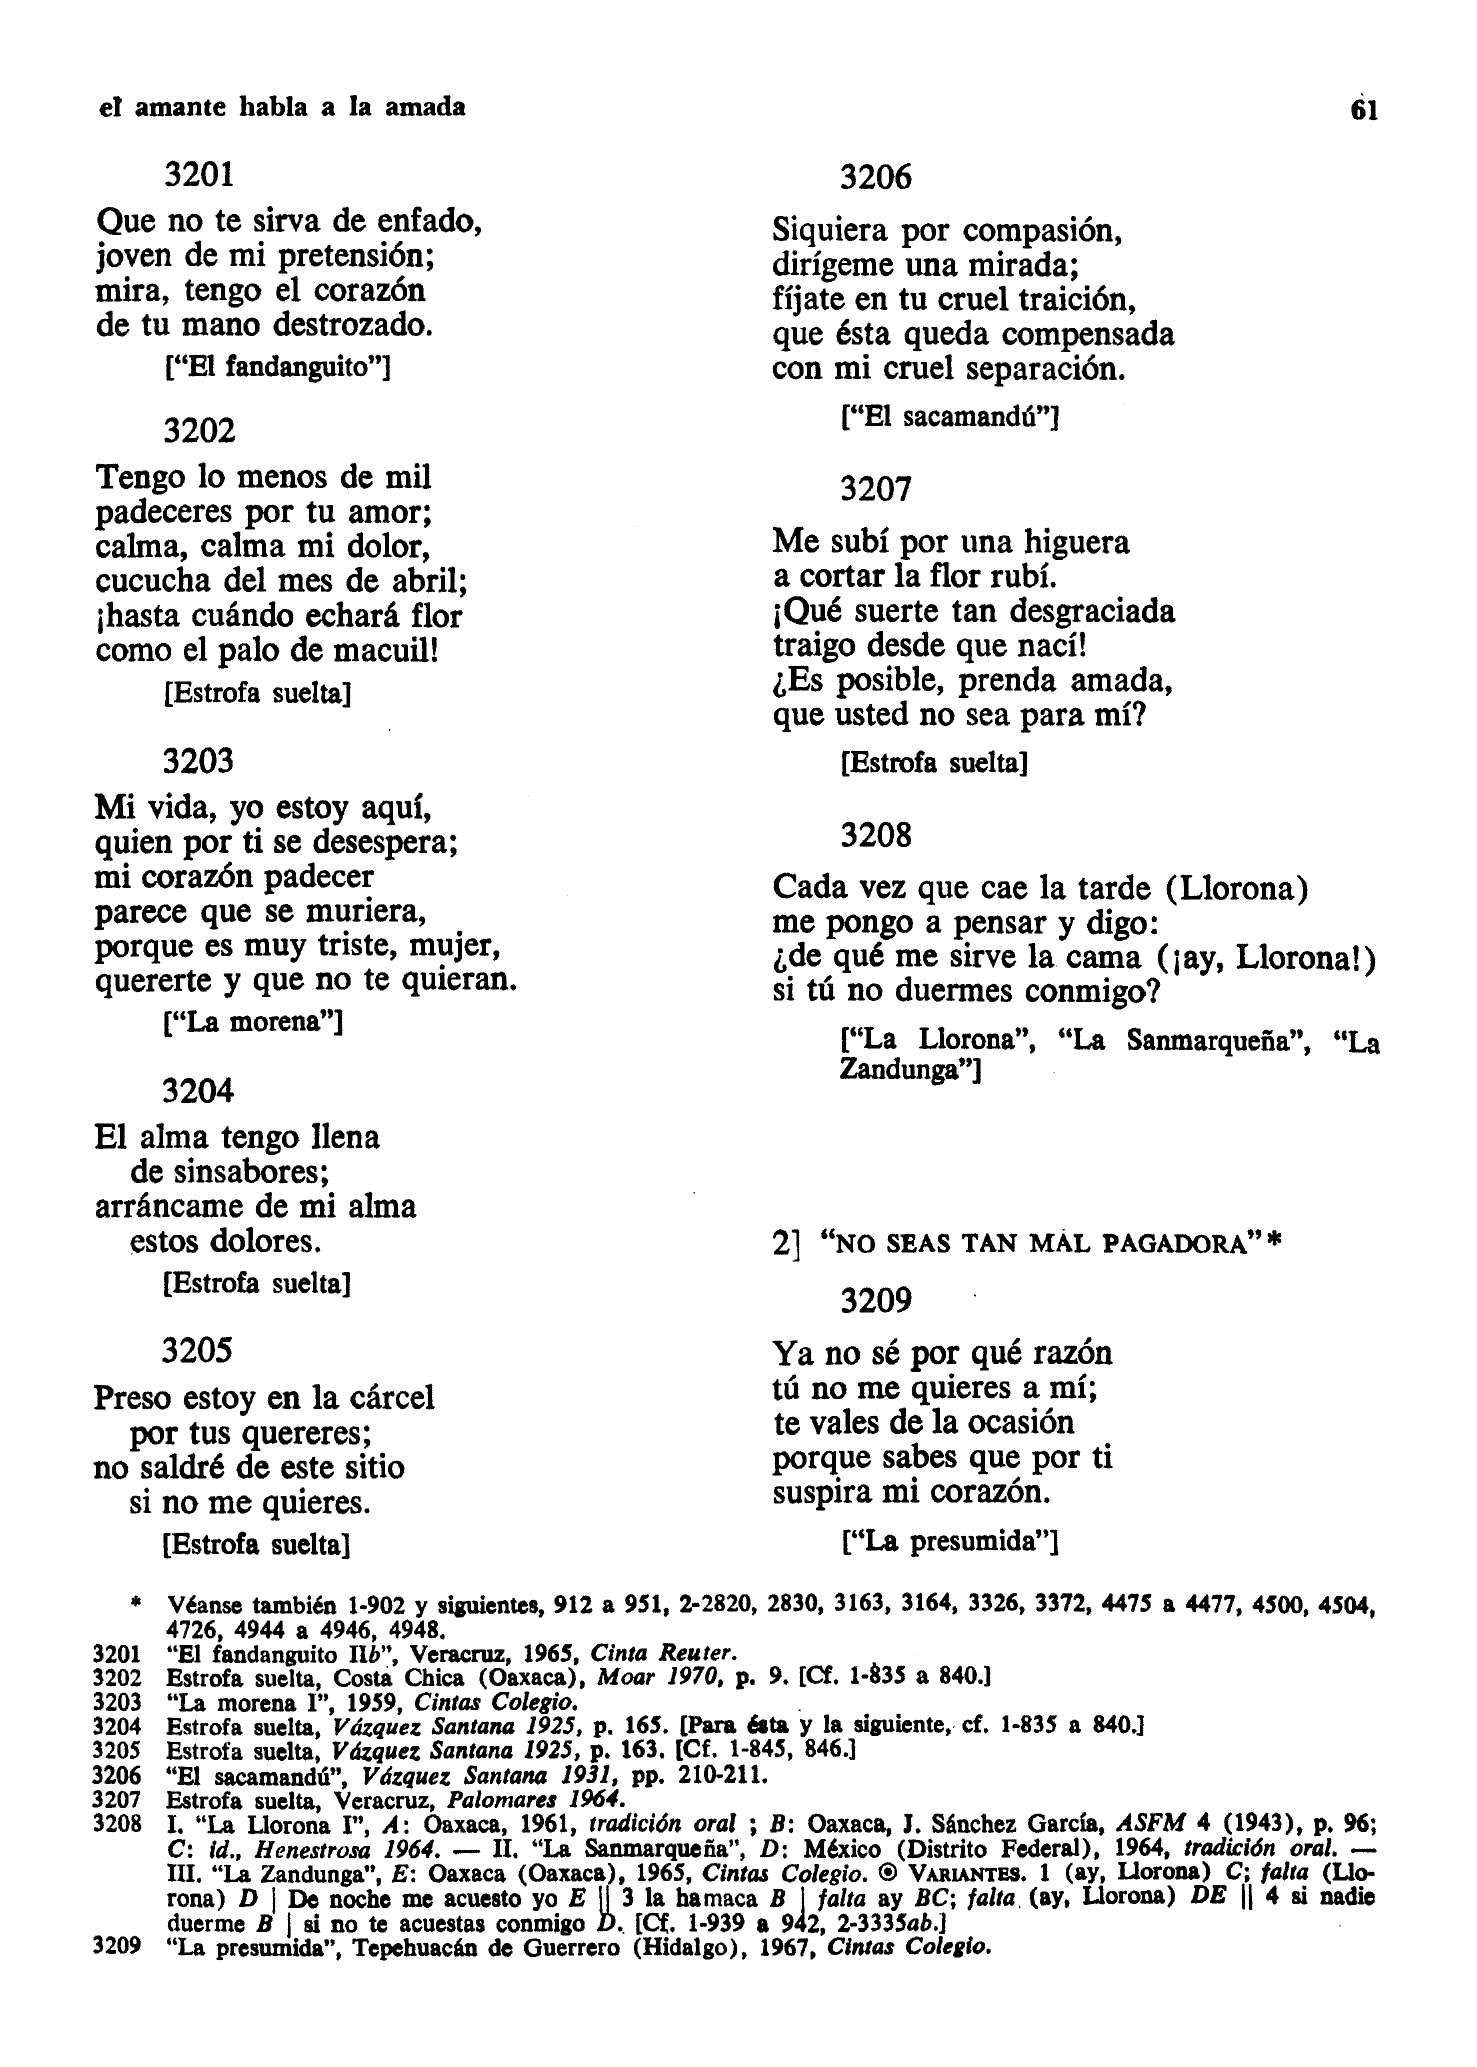 el amante habla a la amada
61
3201
Que no te sirva de enfado,
joven de mi pretensión;
mira, tengo el corazón
de tu mano destrozado.
["El fandanguito"]
3202
Tengo lo menos de mil
padeceres por tu amor;
calma, calma mi dolor,
cucucha del mes de abril;
¡hasta cuándo echará flor
como el palo de macuil!
[Estrofa suelta]
3203
Mi vida, yo estoy aquí,
quien por ti se desespera;
mi corazón padecer
parece que se muriera,
porque es muy triste, mujer,
quererte y que no te quieran.
["La morena"]
3204
El alma tengo llena
de sinsabores;
arráncame de mi alma
estos dolores.
[Estrofa suelta]
3205
Preso estoy en la cárcel
por tus quereres;
no saldré de este sitio
si no me quieres.
[Estrofa suelta]
3206
Siquiera por compasión,
dirígeme una mirada;
fíjate en tu cruel traición,
que ésta queda compensada
con mi cruel separación.
["El sacamandú"]
3207
Me subí por una higuera
a cortar la flor rubí.
¡Qué suerte tan desgraciada
traigo desde que nací!
¿Es posible, prenda amada,
que usted no sea para mí?
[Estrofa suelta]
3208
Cada vez que cae la tarde (Llorona)
me pongo a pensar y digo:
¿de qué me sirve la cama (¡ay, Llorona!)
si tú no duermes conmigo?
["La Llorona", "La Sanmarqueña", "La
Zandunga"]
2] "NO SEAS TAN MAL PAGADORA"*
3209
Ya no sé por qué razón
tú no me quieres a mí;
te vales de la ocasión
porque sabes que por ti
suspira mi corazón.
["La presumida"]
* Véanse también 1-902 y siguientes, 912 a 951, 2-2820, 2830, 3163, 3164, 3326, 3372, 4475 a 4477, 4500, 4504,
4726, 4944 a 4946, 4948.
3201 "El fandanguito IIb", Veracruz, 1965, Cinta Reuter.
3202 Estrofa suelta, Costa Chica (Oaxaca), Moar 1970, p. 9. [Cf. 1-835 a 840.]
3203 "La morena I", 1959, Cintas Colegio.
3204 Estrofa suelta, Vázquez Santana 1925, p. 165. [Para ésta y la siguiente, cf. 1-835 a 840.]
3205 Estrofa suelta, Vázquez Santana 1925, p. 163. [Cf. 1-845, 846.]
3206 "El sacamandú", Vázquez Santana 1931, pp. 210-211.
3207 Estrofa suelta, Veracruz, Palomares 1964.
3208 I. "La Llorona I", A: Oaxaca, 1961, tradición oral ; B: Oaxaca, J. Sánchez García, ASFM 4 (1943), p. 96;
C: id., Henestrosa 1964. — II. "La Sanmarqueña", D: México (Distrito Federal), 1964, tradición oral. —
III. "La Zandunga", E: Oaxaca (Oaxaca), 1965, Cintas Colegio. ® VARIANTES. 1 (ay, Llorona) C; falta (Llo-
rona) D | De noche me acuesto yo E || 3 la hamaca B | falta ay BC; falta (ay, Llorona) DE || 4 si nadie
duerme B | si no te acuestas conmigo D. [Cf. 1-939 a 942, 2-3335ab.]
3209 "La presumida", Tepehuacán de Guerrero (Hidalgo), 1967, Cintas Colegio.